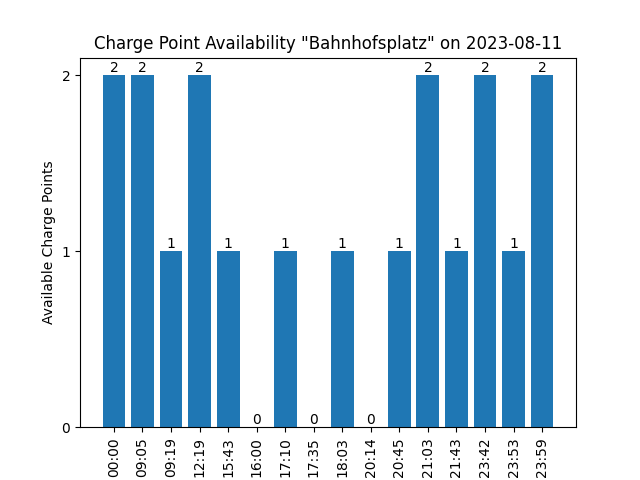 Charge Point Availability "Bahnhofsplatz" on 2023-08-11
Available Charge Points
2
1
0
2 2 1 2 1 0 1 0 1 0 1 2 1 2 1 2
00:00 09:05 09:19 12:19 15:43 16:00 17:10 17:35 18:03 20:14 20:45 21:03 21:43 23:42 23:53 23:59